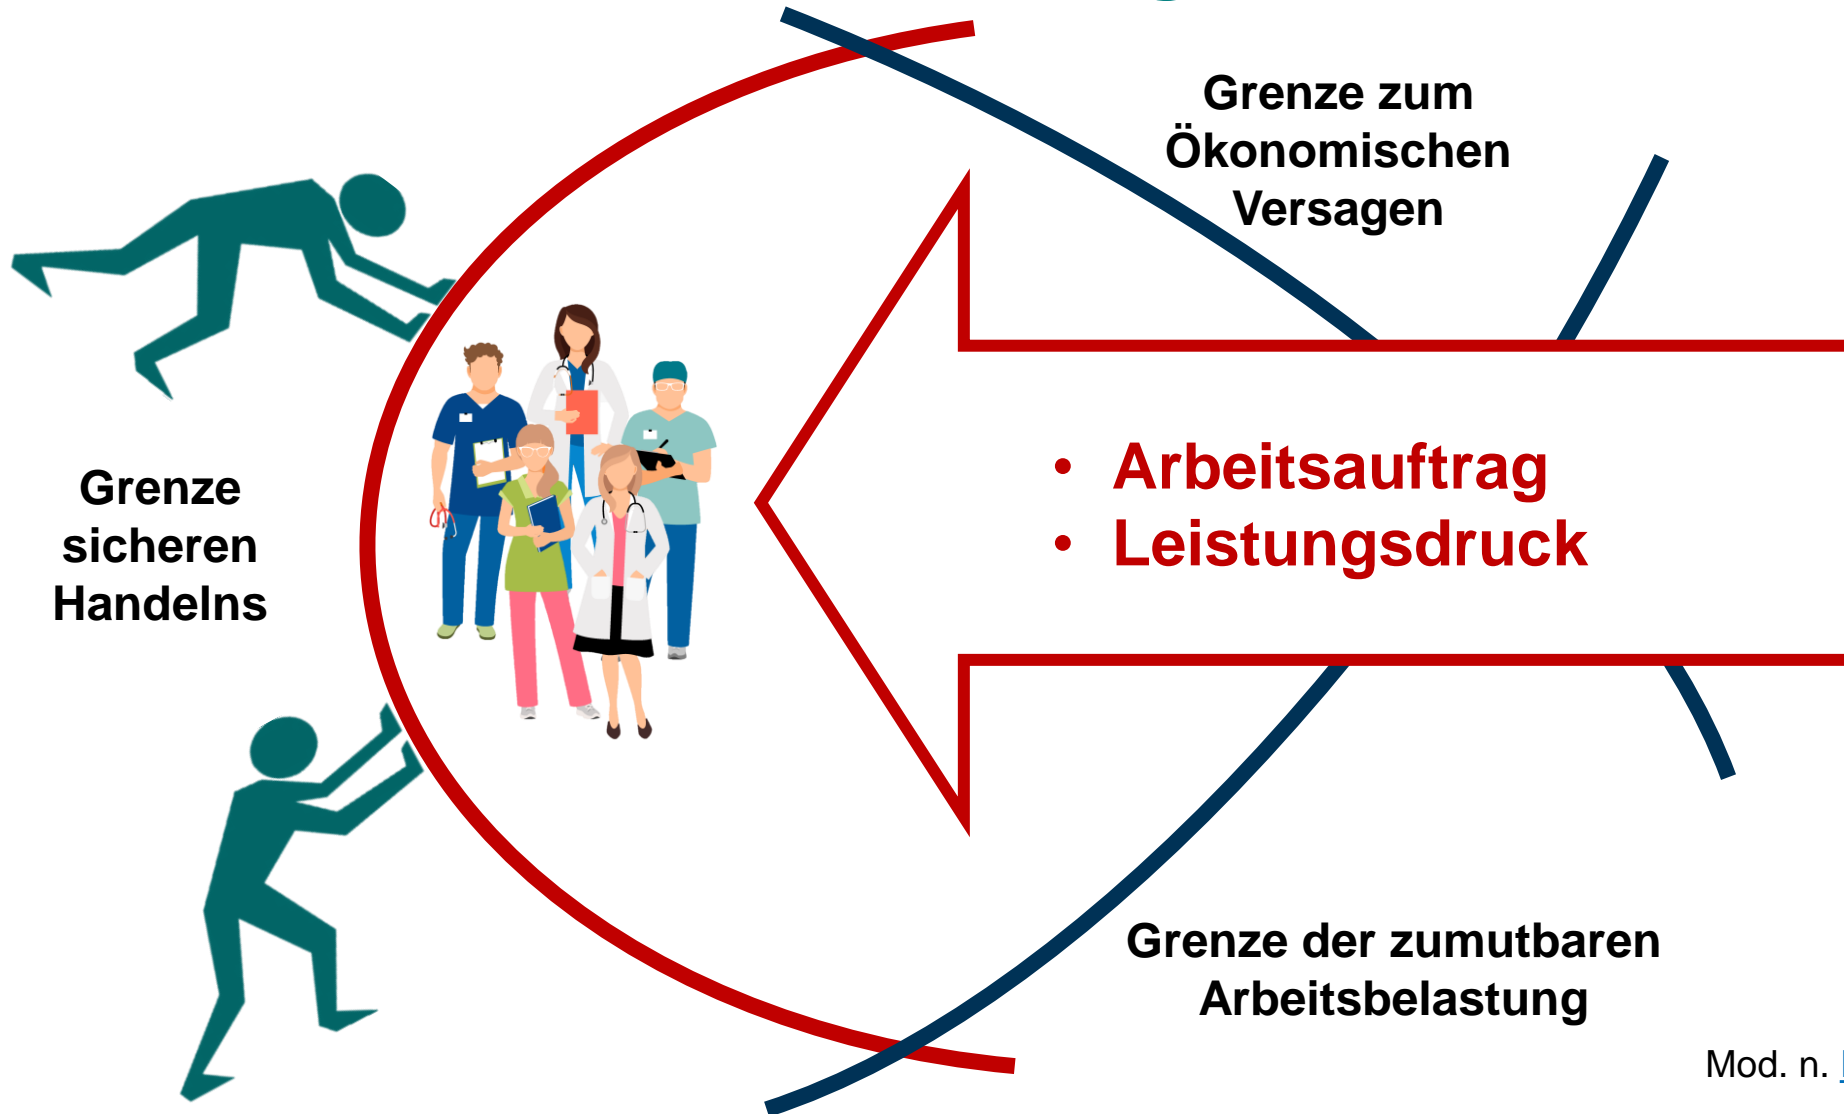 Grenze zum
Ökonomischen
Versagen
Grenze
sicheren
Handelns
• Arbeitsauftrag
• Leistungsdruck
Grenze der zumutbaren
Arbeitsbelastung
Mod. n.